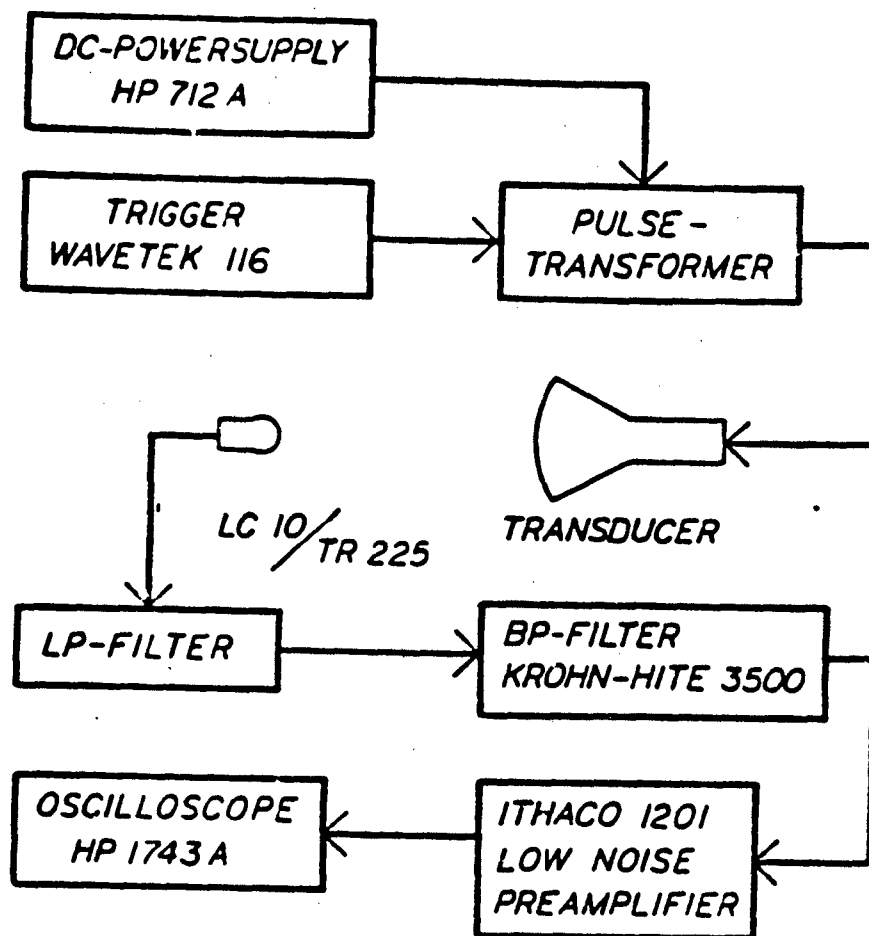 DC-POWERSUPPLY
HP 712 A
TRIGGER
WAVETEK 116
PULSE-
TRANSFORMER
LC 10/TR 225
TRANSDUCER
LP-FILTER
BP-FILTER
KROHN-HITE 3500
OSCILLOSCOPE
HP 1743 A
ITHACO 1201
LOW NOISE
PREAMPLIFIER